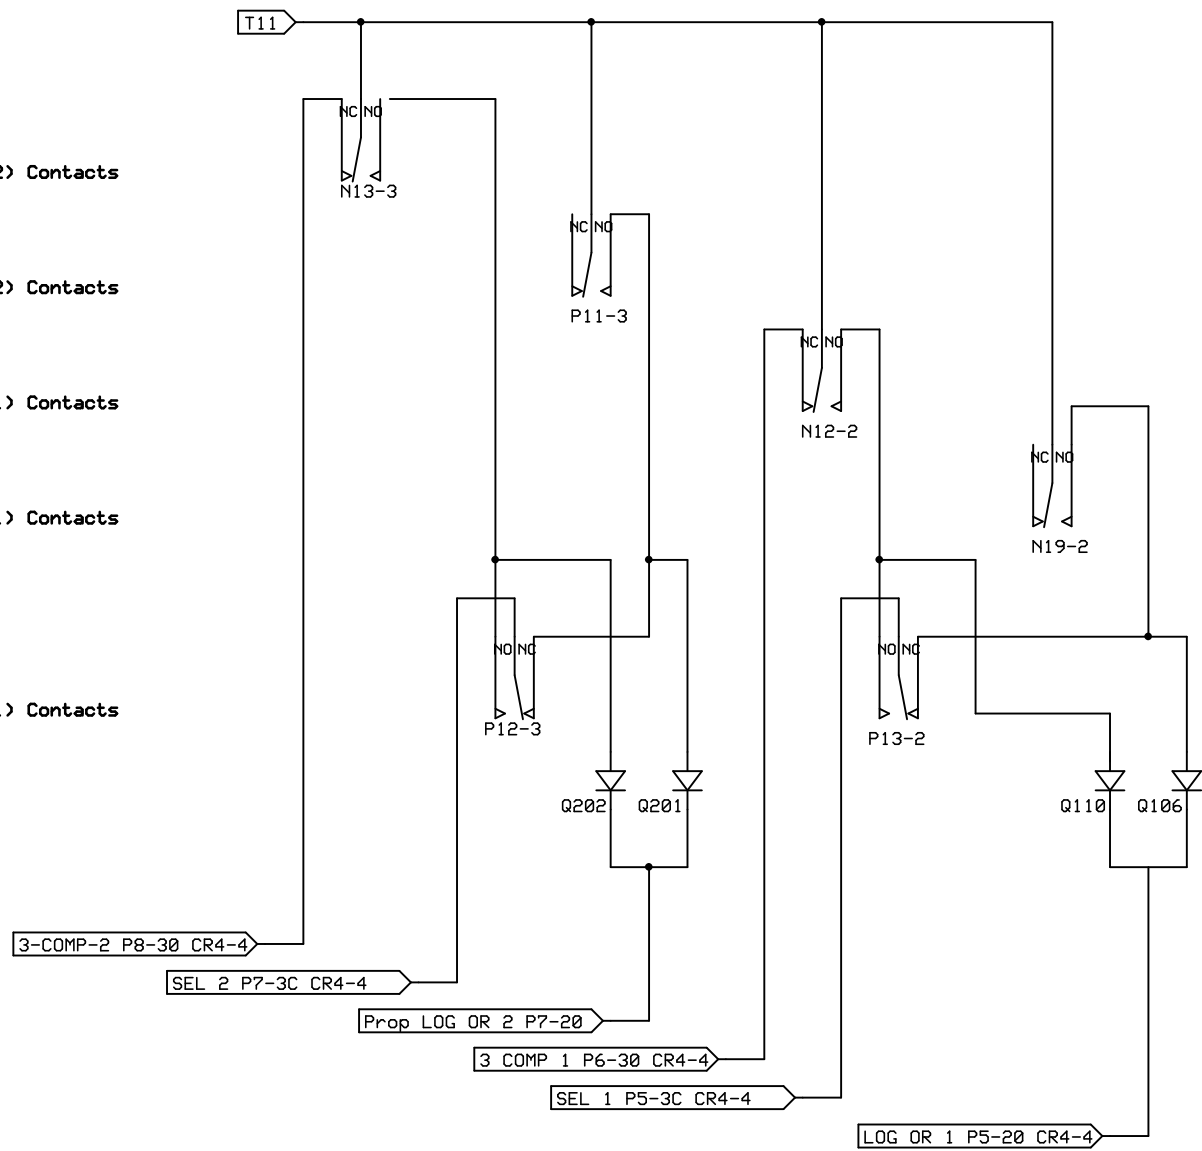 T11
NC NO
2) Contacts
N13-3
NC NO
2) Contacts
P11-3
NC NO
) Contacts
N12-2
NC NO
) Contacts
N19-2
NO NC
NO NC
) Contacts
P12-3
P13-2
Q202
Q201
Q110
Q106
3-COMP-2 P8-30 CR4-4
SEL 2 P7-3C CR4-4
Prop LOG OR 2 P7-20
3 COMP 1 P6-30 CR4-4
SEL 1 P5-3C CR4-4
LOG OR 1 P5-20 CR4-4